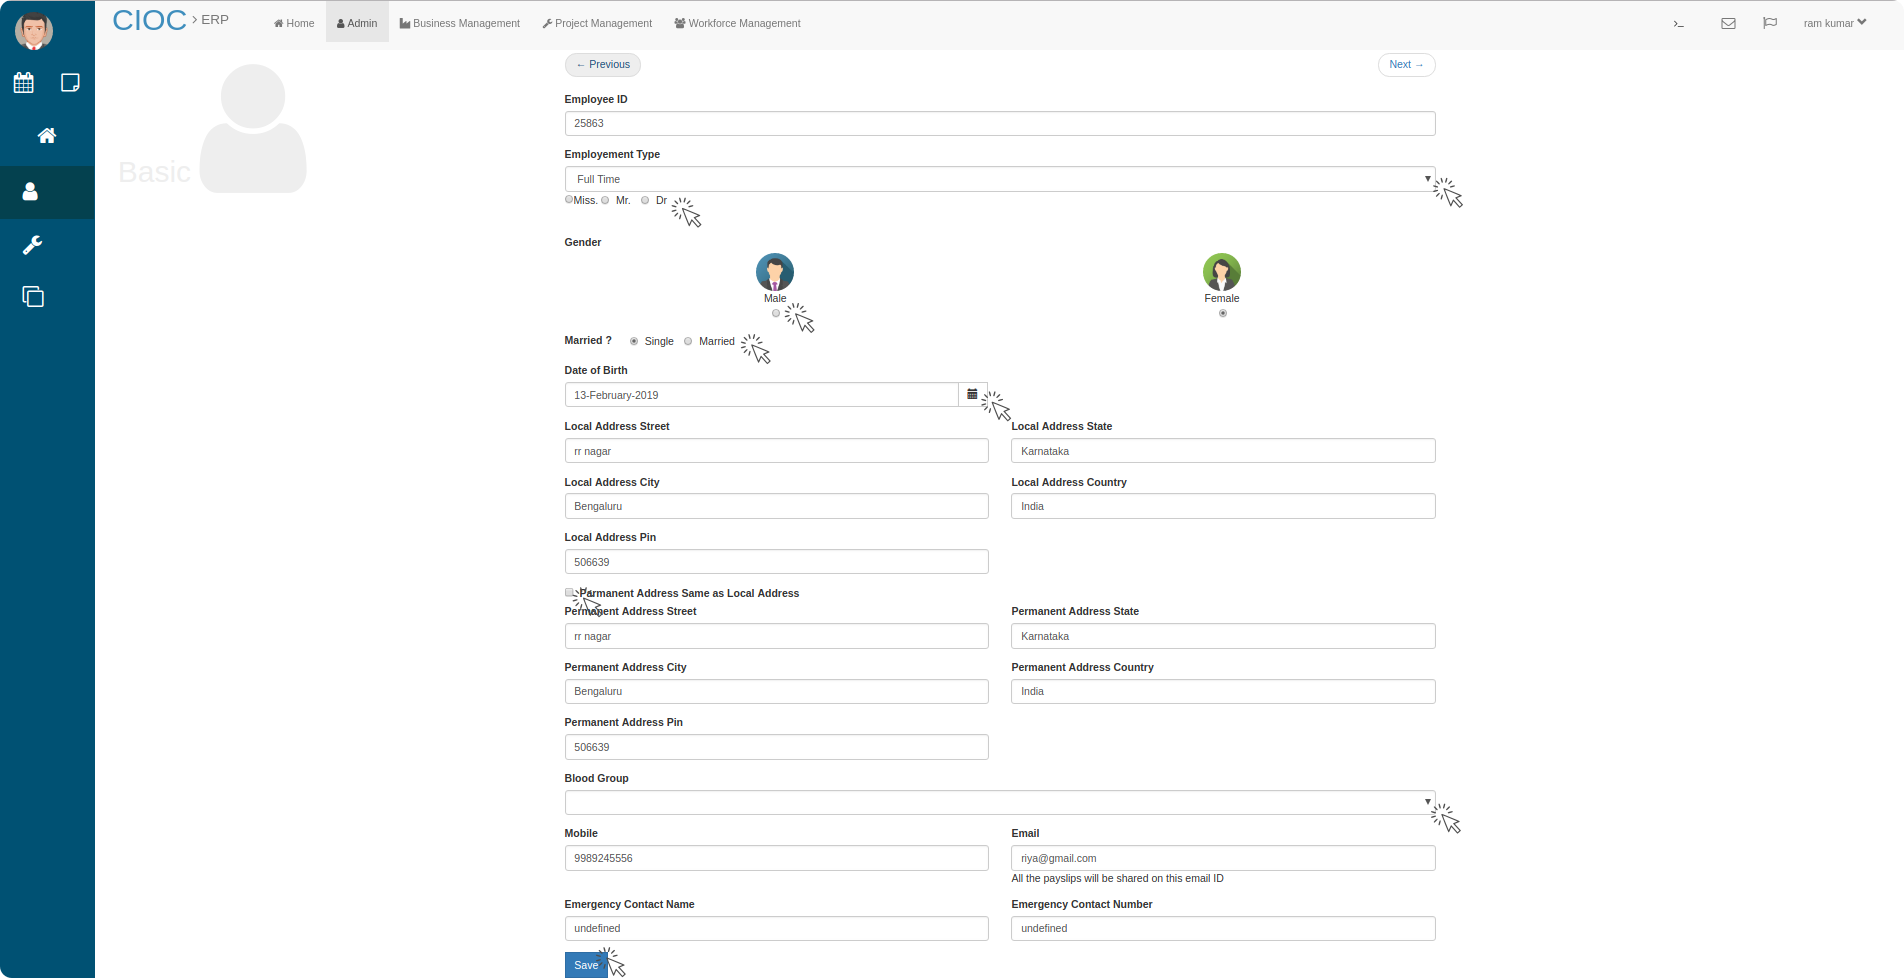 CIOC > ERP Home Admin Business Management Project Management Workforce Management >_ ram kumar
← Previous Next →
Basic
Employee ID
25863
Employement Type
Full Time
Miss. Mr. Dr
Gender
Male Female
Married ? Single Married
Date of Birth
13-February-2019
Local Address Street Local Address State
rr nagar Karnataka
Local Address City Local Address Country
Bengaluru India
Local Address Pin
506639
Permanent Address Same as Local Address
Permanent Address Street Permanent Address State
rr nagar Karnataka
Permanent Address City Permanent Address Country
Bengaluru India
Permanent Address Pin
506639
Blood Group
Mobile Email
9989245556 riya@gmail.com
All the payslips will be shared on this email ID
Emergency Contact Name Emergency Contact Number
undefined undefined
Save